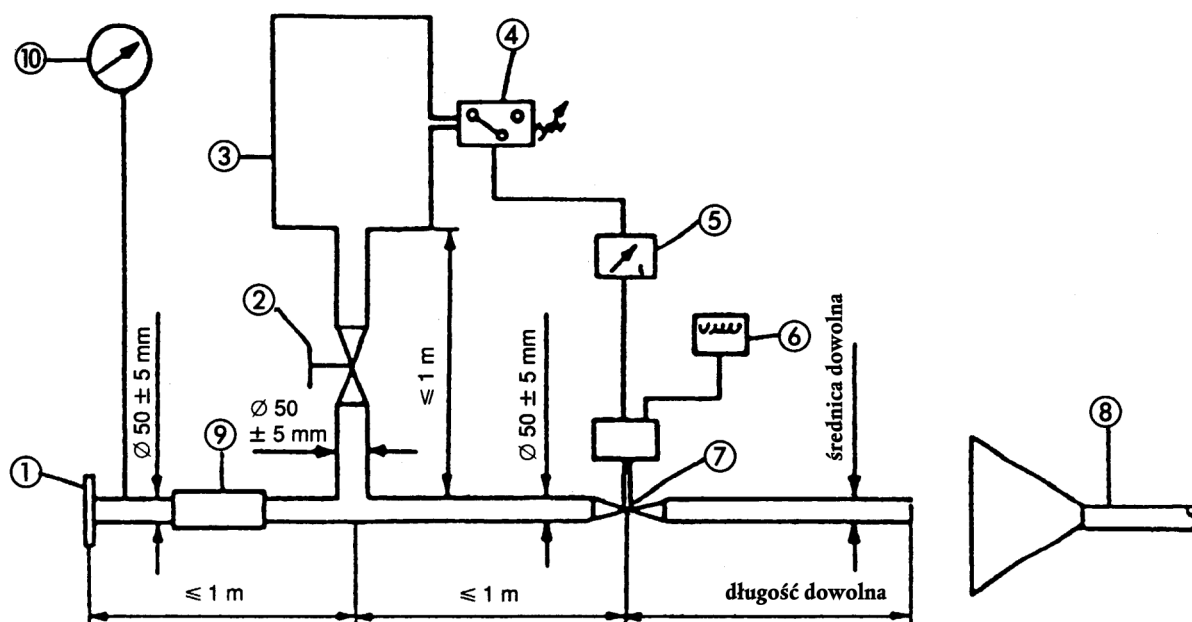 ⑩
④
③
⑤
②
⑥
Ø 50 ± 5 mm
Ø 50
± 5 mm
≤ 1 m
Ø 50 ± 5 mm
średnica dowolna
①
⑨
⑦
⑧
≤ 1 m
≤ 1 m
długość dowolna